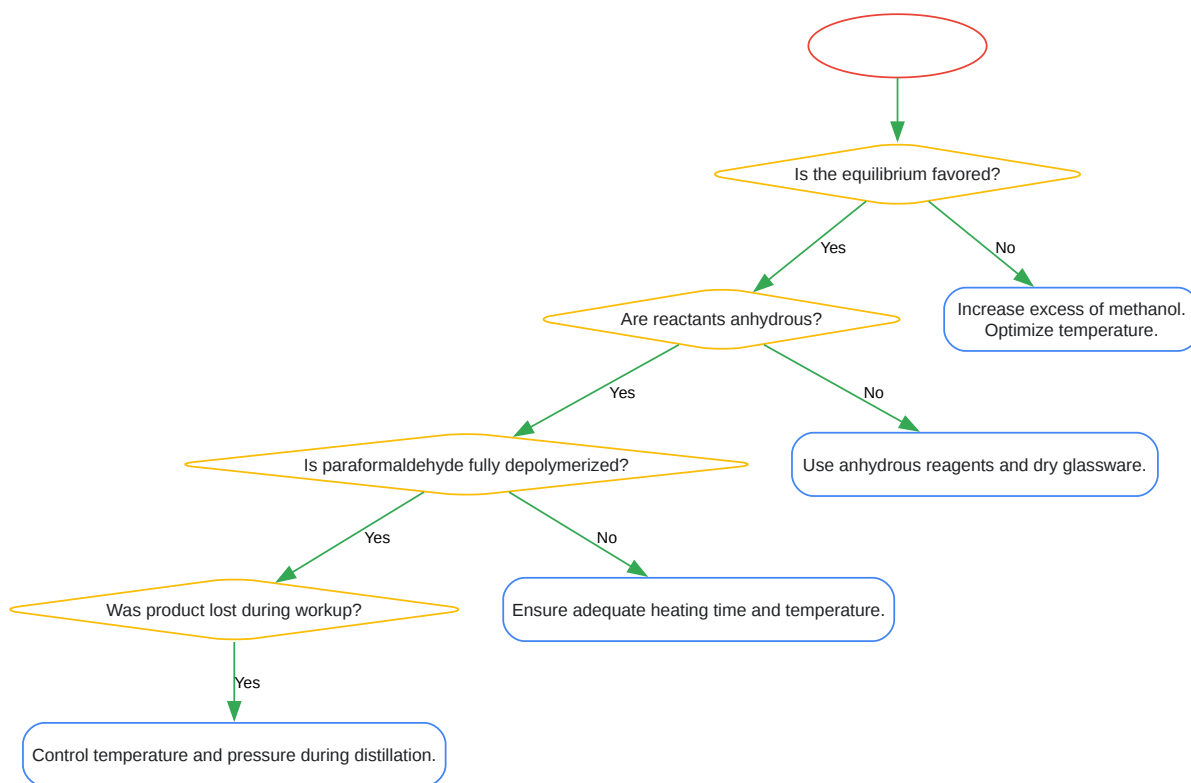 Is the equilibrium favored?
Yes
No
Increase excess of methanol.
Optimize temperature.
Are reactants anhydrous?
Yes
No
Use anhydrous reagents and dry glassware.
Is paraformaldehyde fully depolymerized?
Yes
No
Ensure adequate heating time and temperature.
Was product lost during workup?
Yes
Control temperature and pressure during distillation.